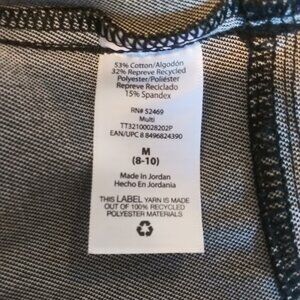 53% Cotton/Algodón
32% Repreve Recycled
Polyester/Poliéster
Repreve Reciclado
15% Spandex
RN# 52469
Multi
TT32100028202P
EAN/UPC 8 8496824390
M
(8-10)
Made In Jordan
Hecho En Jordania
THIS LABEL YARN IS MADE
OUT OF 100% RECYCLED
POLYESTER MATERIALS